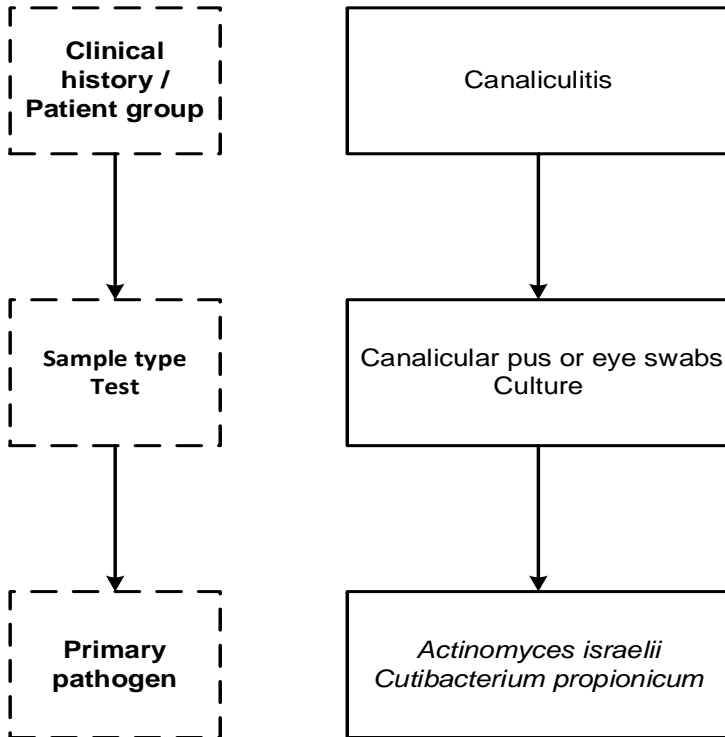 Clinical
history /
Patient group
Canaliculitis
Sample type
Test
Canalicular pus or eye swabs
Culture
Primary
pathogen
Actinomyces israelii
Cutibacterium propionicum